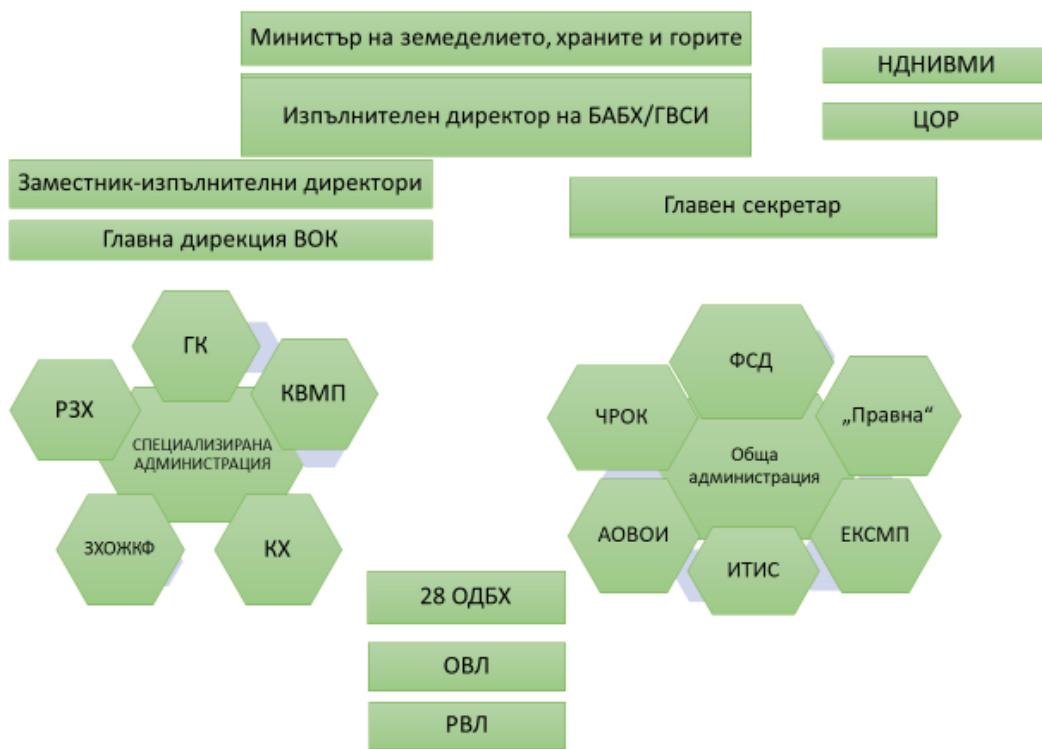 Министър на земеделието, храните и горите
Изпълнителен директор на БАБХ/ГВСИ
НДНИВМИ
ЦОР
Заместник-изпълнителни директори
Главна дирекция ВОК
Главен секретар
ГК
КВМП
РЗХ
СПЕЦИАЛИЗИРАНА
АДМИНИСТРАЦИЯ
ЗХОЖКФ
КХ
ФСД
ЧРОК
„Правна“
Обща
администрация
АОВОИ
ЕКСМП
ИТИС
28 ОДБХ
ОВЛ
РВЛ